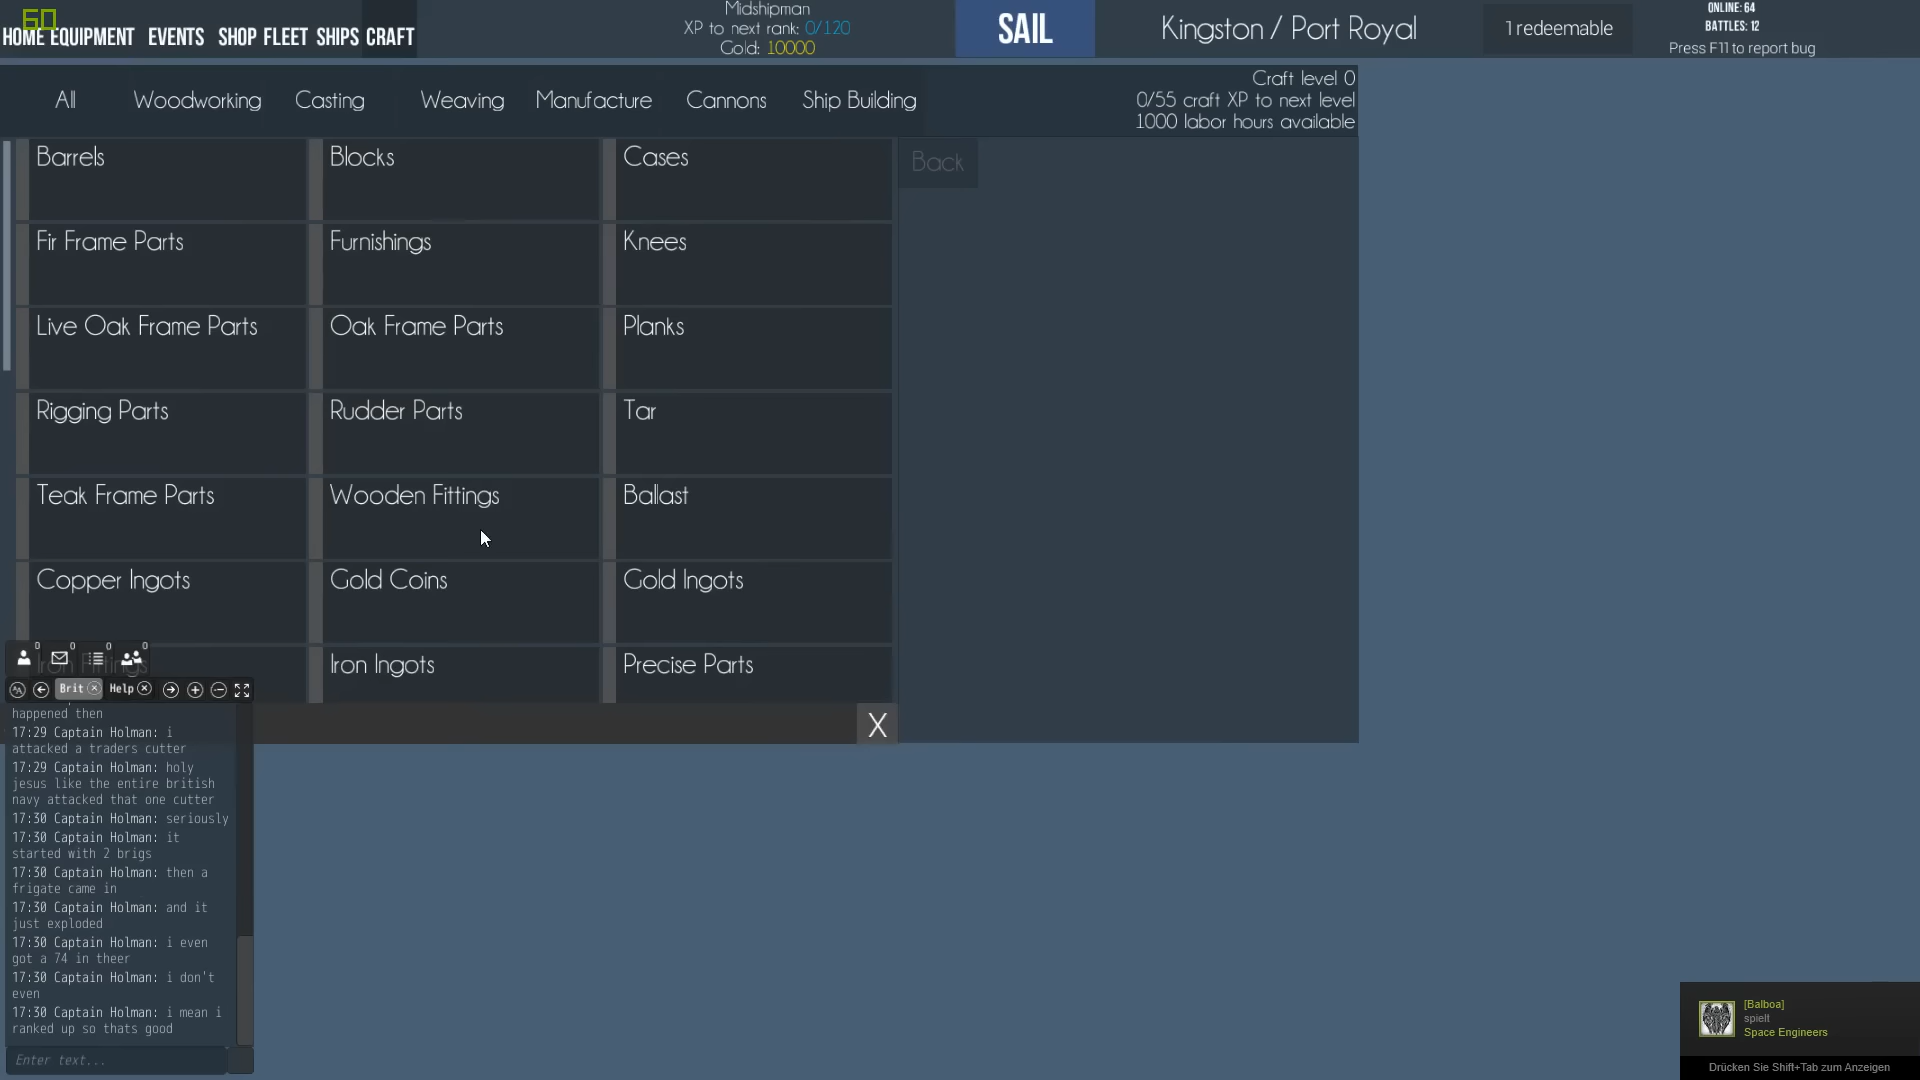 60
HOME EQUIPMENT EVENTS SHOP FLEET SHIPS CRAFT
Midshipman
XP to next rank: 0/120
Gold: 10000
SAIL
Kingston / Port Royal
1 redeemable
ONLINE: 64
BATTLES: 12
Press F11 to report bug
All Woodworking Casting Weaving Manufacture Cannons Ship Building
Craft level 0
0/55 craft XP to next level
1000 labor hours available
Barrels Blocks Cases
Back
Fir Frame Parts Furnishings Knees
Live Oak Frame Parts Oak Frame Parts Planks
Rigging Parts Rudder Parts Tar
Teak Frame Parts Wooden Fittings Ballast
Copper Ingots Gold Coins Gold Ingots
0 0 0 0
Iron Fittings Iron Ingots Precise Parts
Brit Help
X
happened then
17:29 Captain Holman: i
attacked a traders cutter
17:29 Captain Holman: holy
jesus like the entire british
navy attacked that one cutter
17:30 Captain Holman: seriously
17:30 Captain Holman: it
started with 2 brigs
17:30 Captain Holman: then a
frigate came in
17:30 Captain Holman: and it
just exploded
17:30 Captain Holman: i even
got a 74 in theer
17:30 Captain Holman: i don't
even
17:30 Captain Holman: i mean i
ranked up so thats good
Enter text...
[Balboa]
spielt
Space Engineers
Drücken Sie Shift+Tab zum Anzeigen